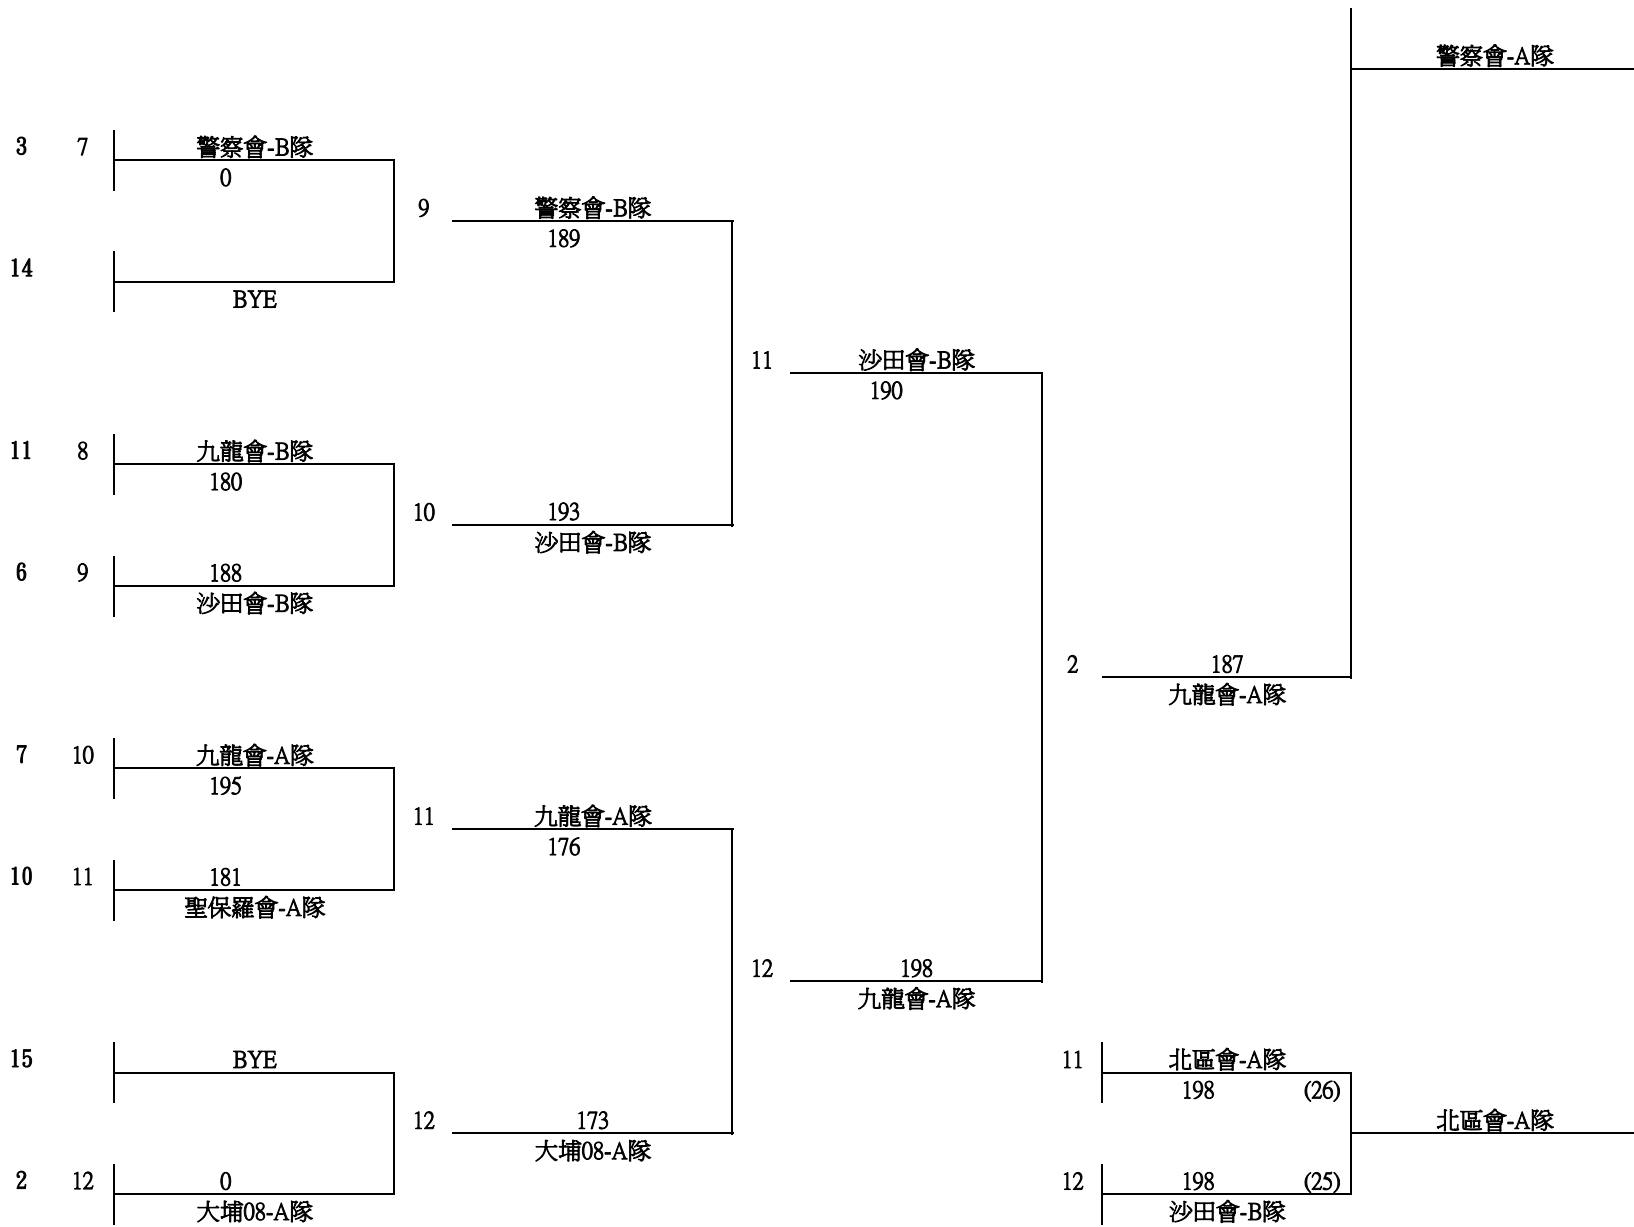 警察會-A隊
3 7 警察會-B隊
0
9 警察會-B隊
189
14
BYE
11 沙田會-B隊
190
11 8 九龍會-B隊
180
10 193
沙田會-B隊
6 9 188
沙田會-B隊
2 187
九龍會-A隊
7 10 九龍會-A隊
195
11 九龍會-A隊
176
10 11 181
聖保羅會-A隊
12 198
九龍會-A隊
15 BYE
11 北區會-A隊
198 (26)
12 173
大埔08-A隊
北區會-A隊
2 12 0
大埔08-A隊
12 198 (25)
沙田會-B隊